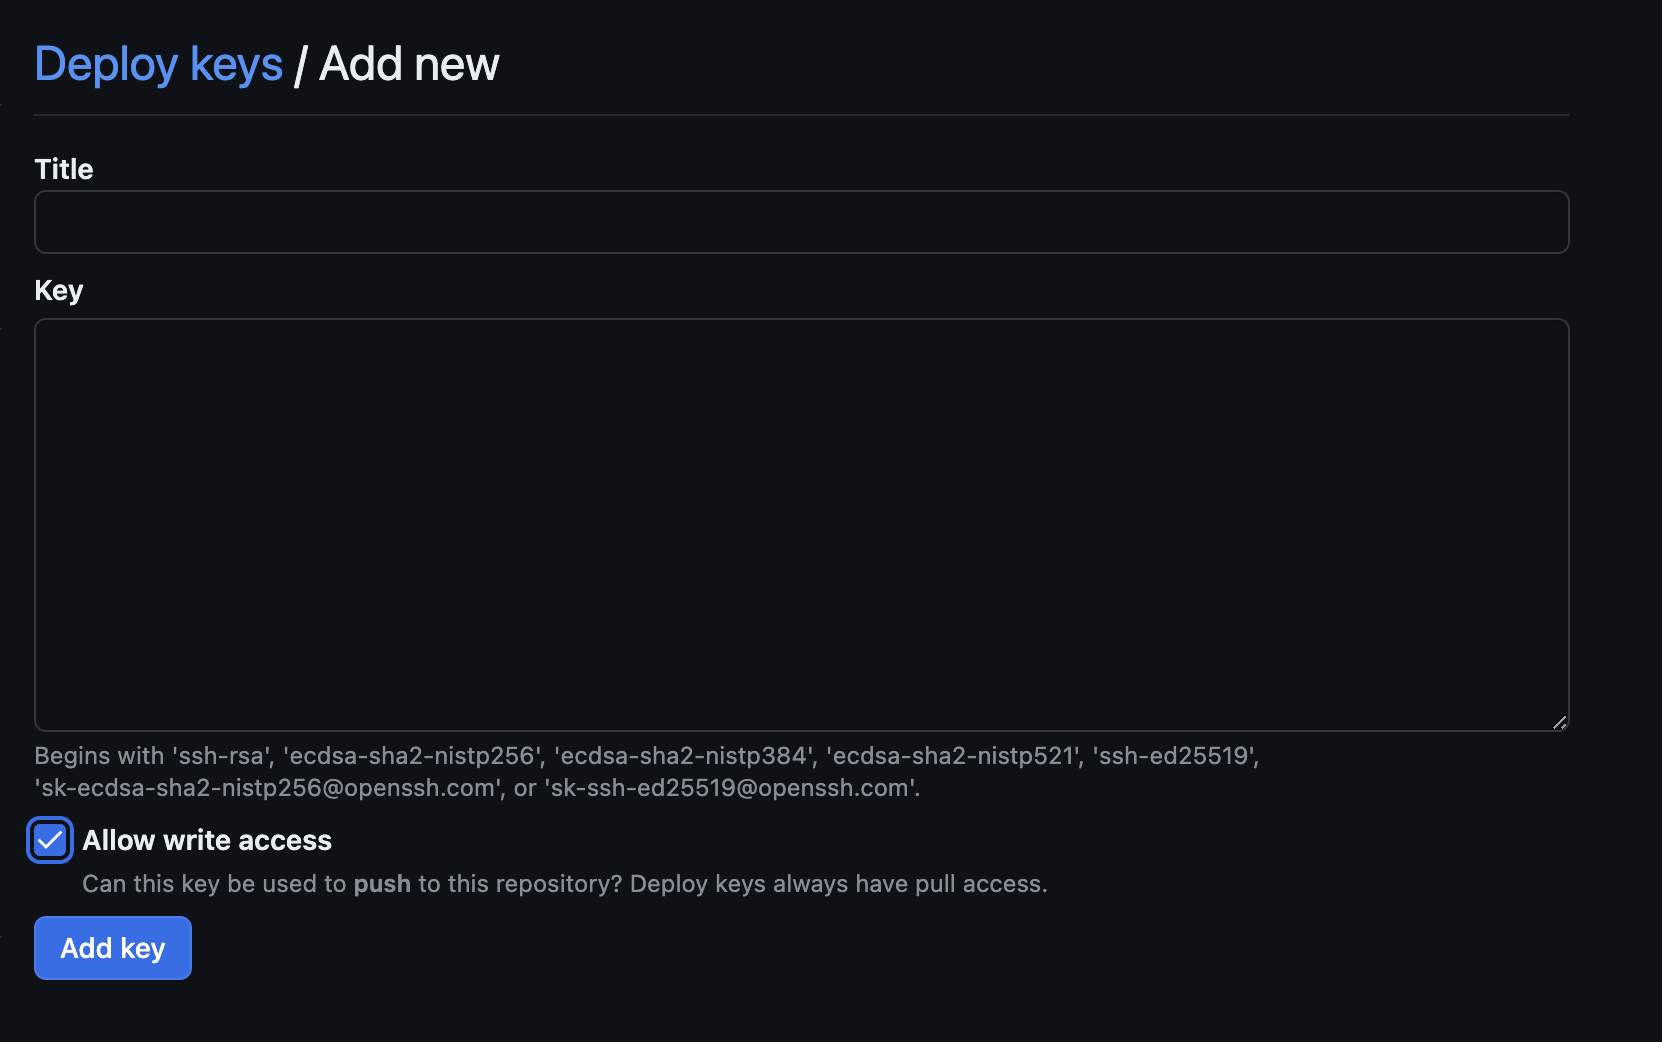 Deploy keys / Add new
Title
Key
Begins with 'ssh-rsa', 'ecdsa-sha2-nistp256', 'ecdsa-sha2-nistp384', 'ecdsa-sha2-nistp521', 'ssh-ed25519',
'sk-ecdsa-sha2-nistp256@openssh.com', or 'sk-ssh-ed25519@openssh.com'.
Allow write access
Can this key be used to push to this repository? Deploy keys always have pull access.
Add key